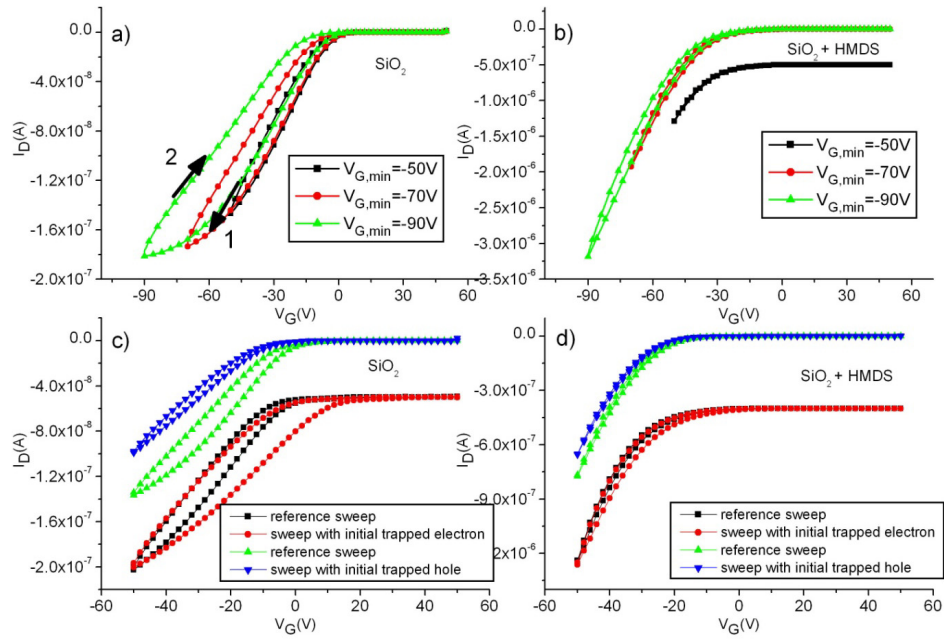 a)
0.0
-4.0x10⁻⁸
-8.0x10⁻⁸
-1.2x10⁻⁷
-1.6x10⁻⁷
-2.0x10⁻⁷
I_D(A)
SiO₂
2
1
V_G,min=-50V
V_G,min=-70V
V_G,min=-90V
-90 -60 -30 0 30 60
V_G(V)
b)
0.0
-5.0x10⁻⁷
-1.0x10⁻⁶
-1.5x10⁻⁶
-2.0x10⁻⁶
-2.5x10⁻⁶
-3.0x10⁻⁶
-3.5x10⁻⁶
I_D(A)
SiO₂ + HMDS
V_G,min=-50V
V_G,min=-70V
V_G,min=-90V
-90 -60 -30 0 30 60
V_G(V)
c)
0.0
-4.0x10⁻⁸
-8.0x10⁻⁸
-1.2x10⁻⁷
-1.6x10⁻⁷
-2.0x10⁻⁷
I_D(A)
SiO₂
reference sweep
sweep with initial trapped electron
reference sweep
sweep with initial trapped hole
-60 -40 -20 0 20 40 60
V_G(V)
d)
0.0
-3.0x10⁻⁷
-6.0x10⁻⁷
-9.0x10⁻⁷
2x10⁻⁶
I_D(A)
SiO₂ + HMDS
reference sweep
sweep with initial trapped electron
reference sweep
sweep with initial trapped hole
-60 -40 -20 0 20 40 60
V_G(V)